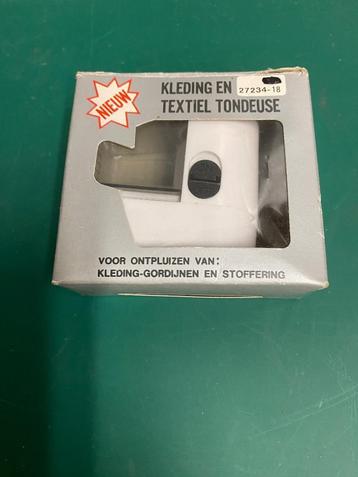 NIEUW
KLEDING EN
27234-18
TEXTIEL TONDEUSE
VOOR ONTPLUIZEN VAN:
KLEDING-GORDIJNEN EN STOFFERING